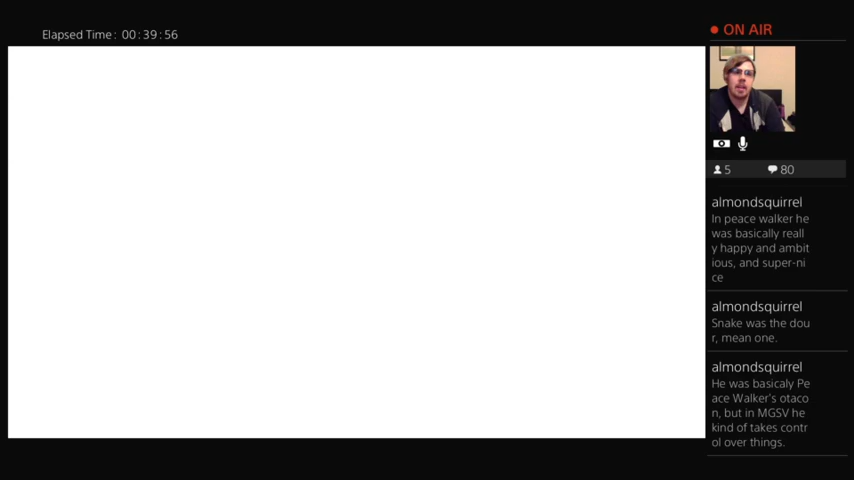 Elapsed Time: 00:39:56
ON AIR
5 80
almondsquirrel
In peace walker he
was basically reall
y happy and ambit
ious, and super-ni
ce
almondsquirrel
Snake was the dou
r, mean one.
almondsquirrel
He was basicaly Pe
ace Walker's otaco
n, but in MGSV he
kind of takes contr
ol over things.